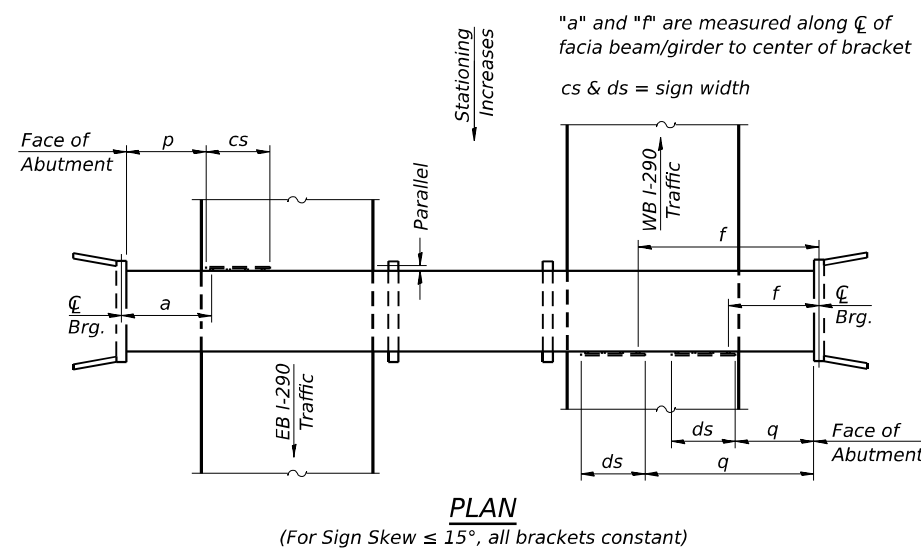 "a" and "f" are measured along ℄ of
facia beam/girder to center of bracket
cs & ds = sign width
Stationing
Increases
Face of
Abutment
p
cs
Parallel
WB I-290
Traffic
f
℄
Brg.
a
f
℄
Brg.
EB I-290
Traffic
ds
q
Face of
Abutment
ds
q
PLAN
(For Sign Skew ≤ 15°, all brackets constant)